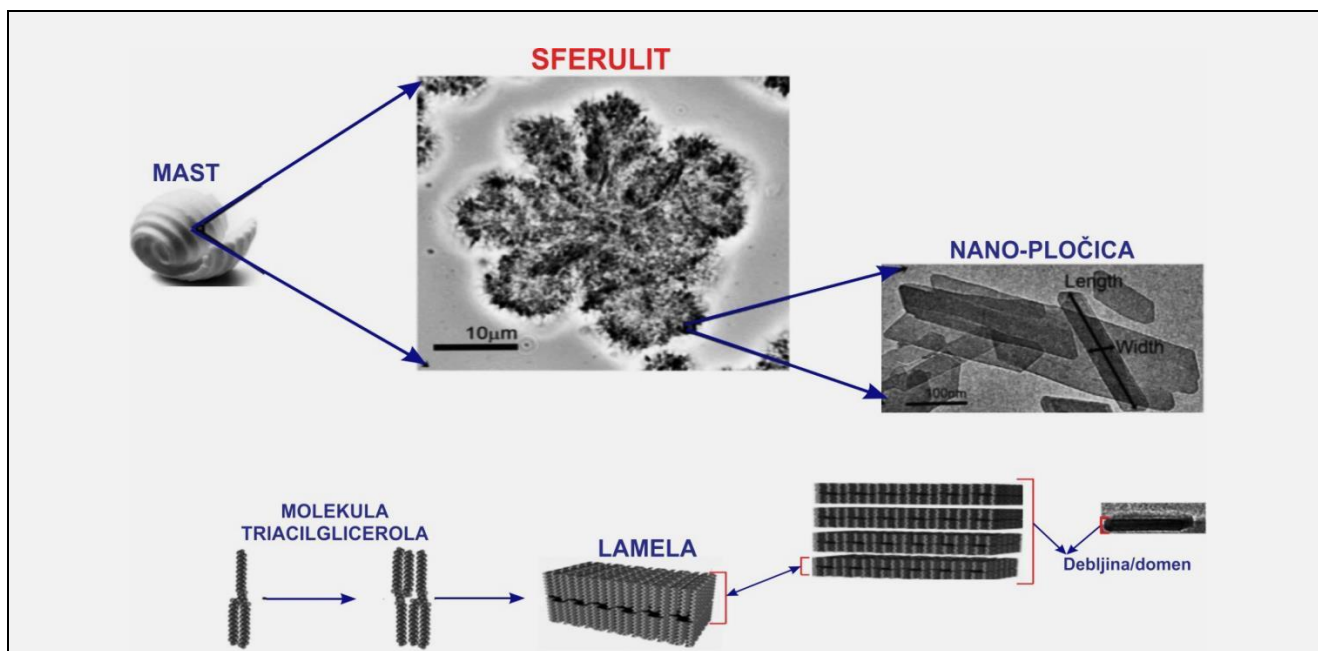 SFERULIT
MAST
10μm
NANO-PLOČICA
Length
Width
100nm
MOLEKULA
TRIACILGLICEROLA
LAMELA
Debljina/domen